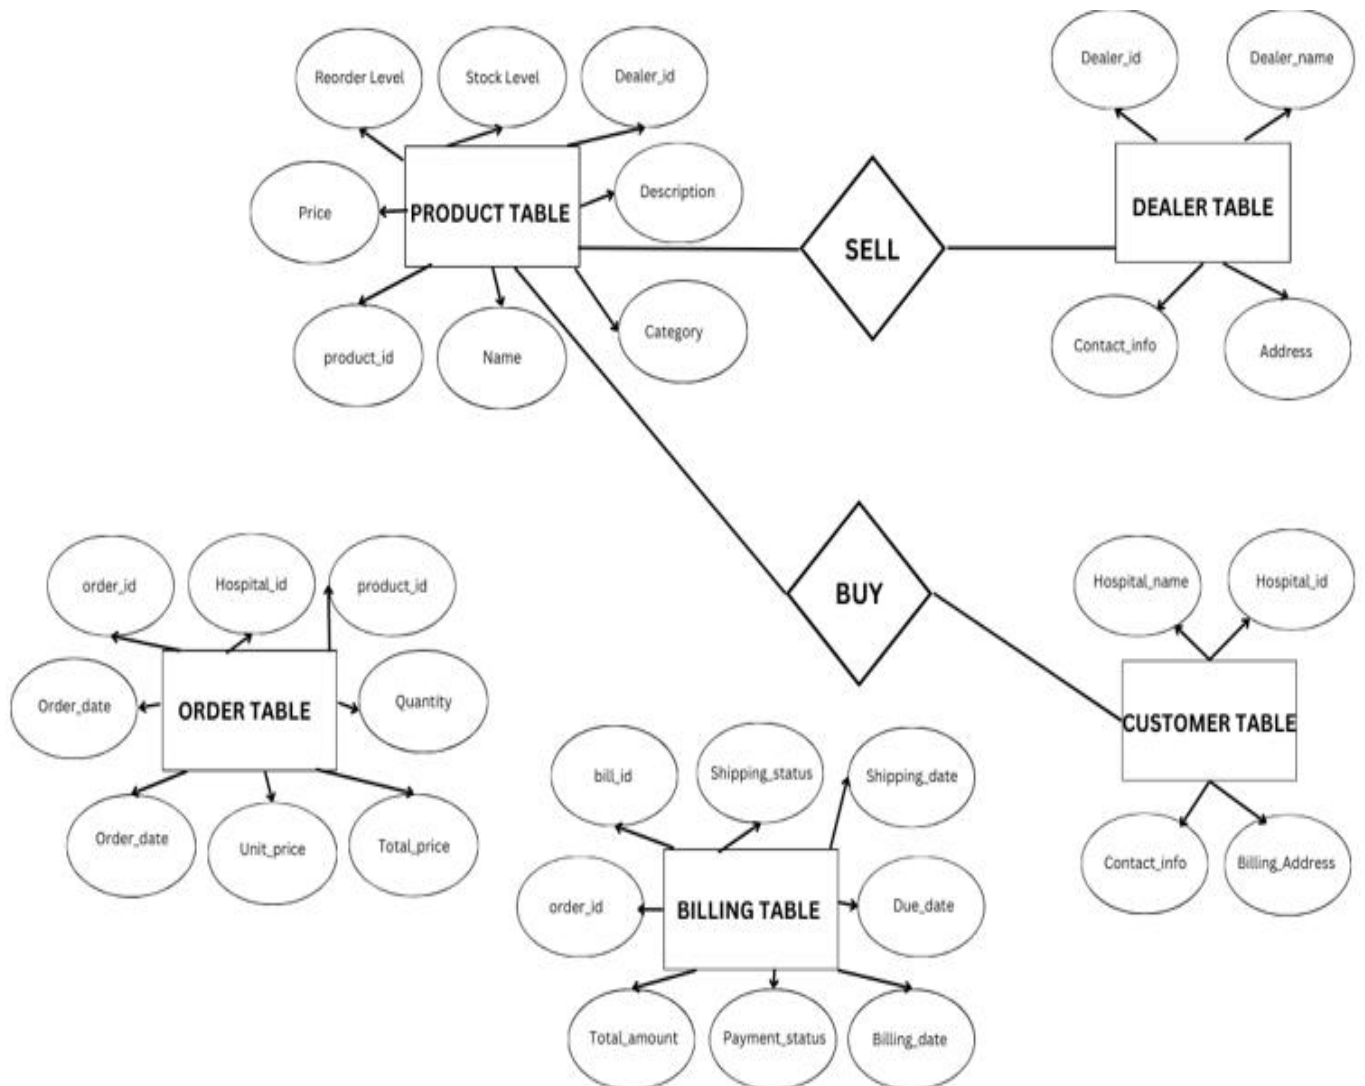 Reorder Level
Stock Level
Dealer_id
Dealer_id
Dealer_name
Price
PRODUCT TABLE
Description
SELL
DEALER TABLE
product_id
Name
Category
Contact_info
Address
order_id
Hospital_id
product_id
BUY
Hospital_name
Hospital_id
Order_date
ORDER TABLE
Quantity
CUSTOMER TABLE
bill_id
Shipping_status
Shipping_date
Order_date
Unit_price
Total_price
Contact_info
Billing_Address
order_id
BILLING TABLE
Due_date
Total_amount
Payment_status
Billing_date